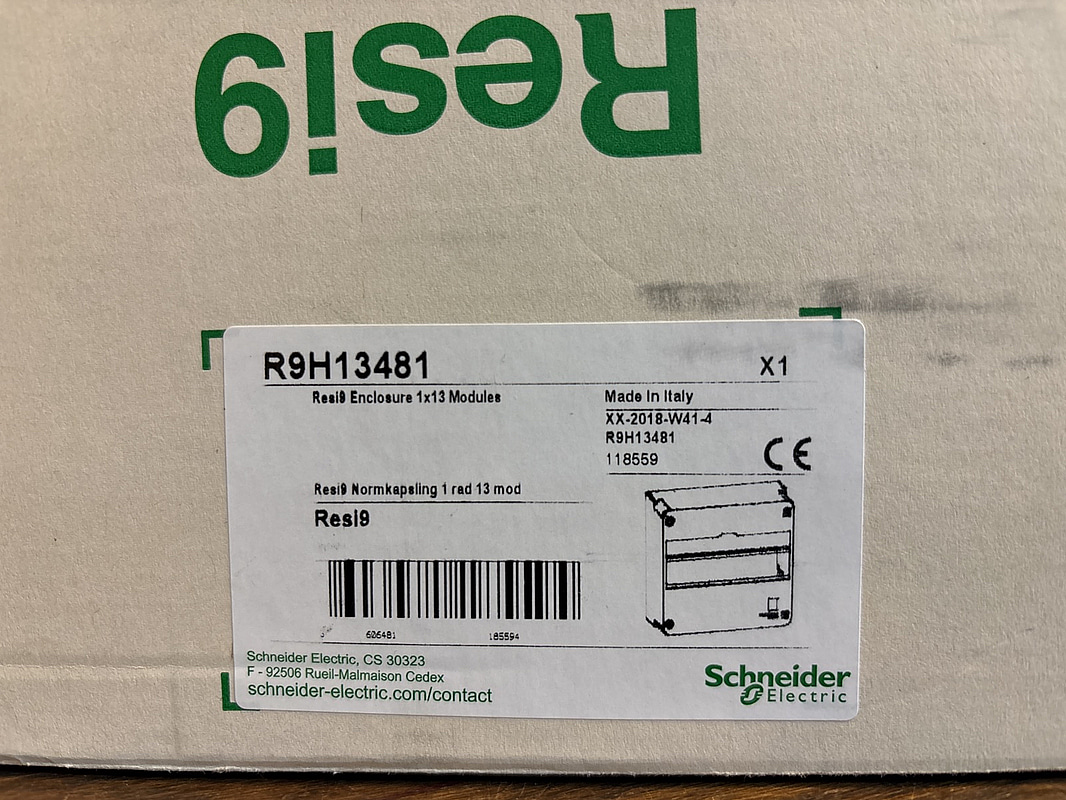 Resi9
R9H13481
X1
Resi9 Enclosure 1x13 Modules
Made In Italy
XX-2018-W41-4
R9H13481
118559
CE
Resi9 Normkapsling 1 rad 13 mod
Resi9
606481 185594
Schneider Electric, CS 30323
F - 92506 Rueil-Malmaison Cedex
schneider-electric.com/contact
Schneider
Electric